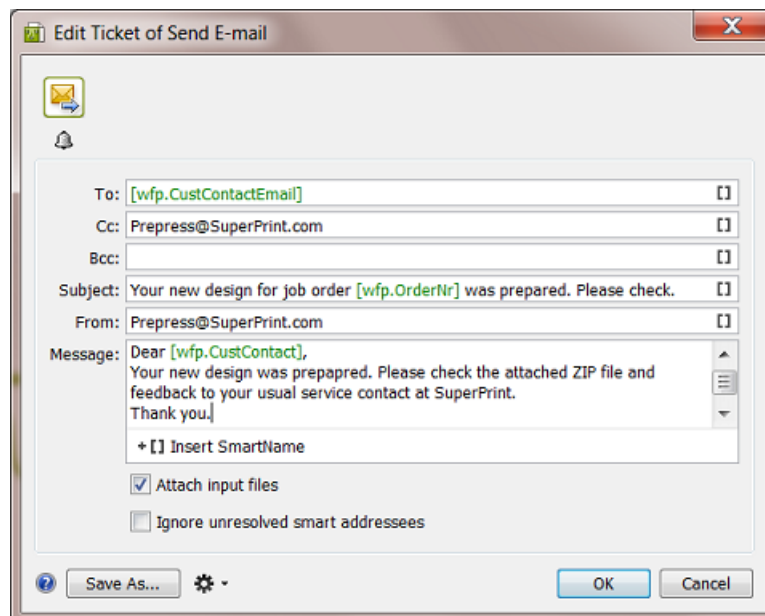 Edit Ticket of Send E-mail
To: [wfp.CustContactEmail]
Cc: Prepress@SuperPrint.com
Bcc:
Subject: Your new design for job order [wfp.OrderNr] was prepared. Please check.
From: Prepress@SuperPrint.com
Message: Dear [wfp.CustContact],
Your new design was prepapred. Please check the attached ZIP file and
feedback to your usual service contact at SuperPrint.
Thank you.
+[] Insert SmartName
Attach input files
Ignore unresolved smart addressees
Save As... OK Cancel